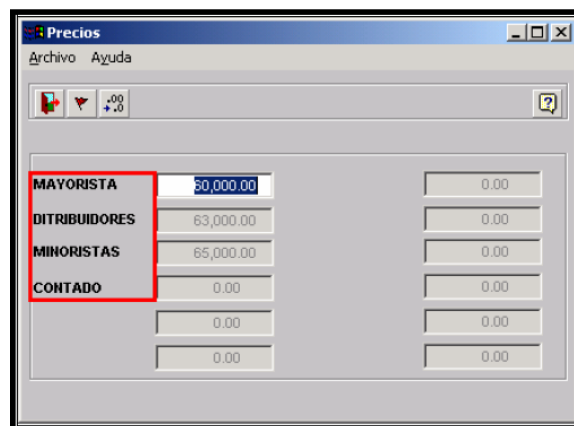 Precios
Archivo Ayuda
MAYORISTA 60,000.00 0.00
DITRIBUIDORES 63,000.00 0.00
MINORISTAS 65,000.00 0.00
CONTADO 0.00 0.00
0.00 0.00
0.00 0.00